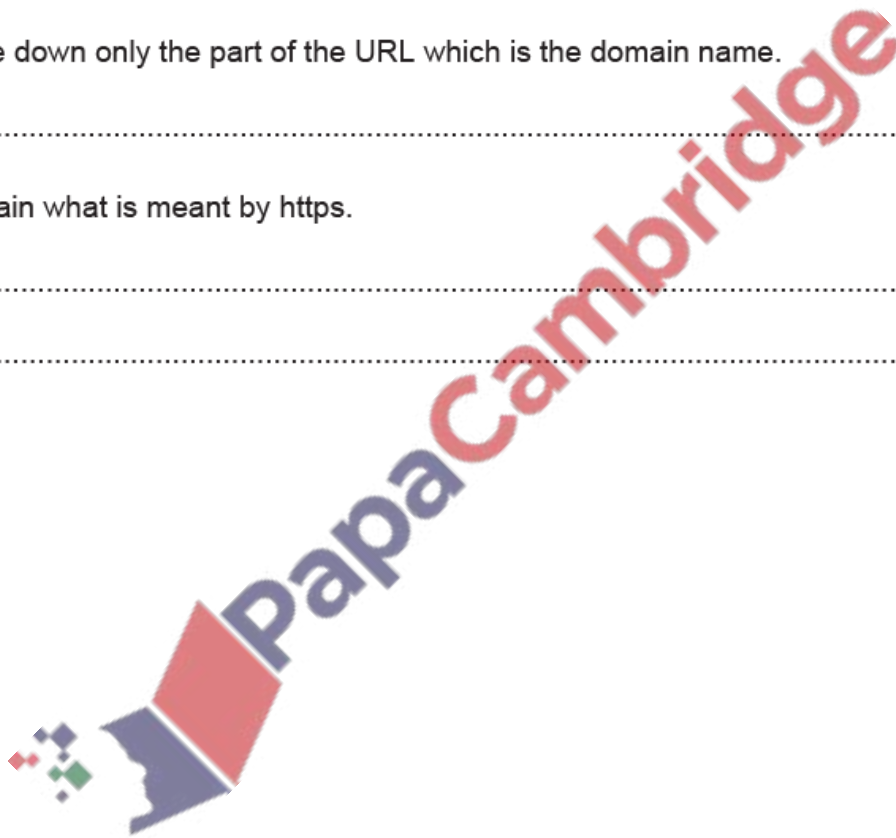 e down only the part of the URL which is the domain name.
ain what is meant by https.
PapaCambridge